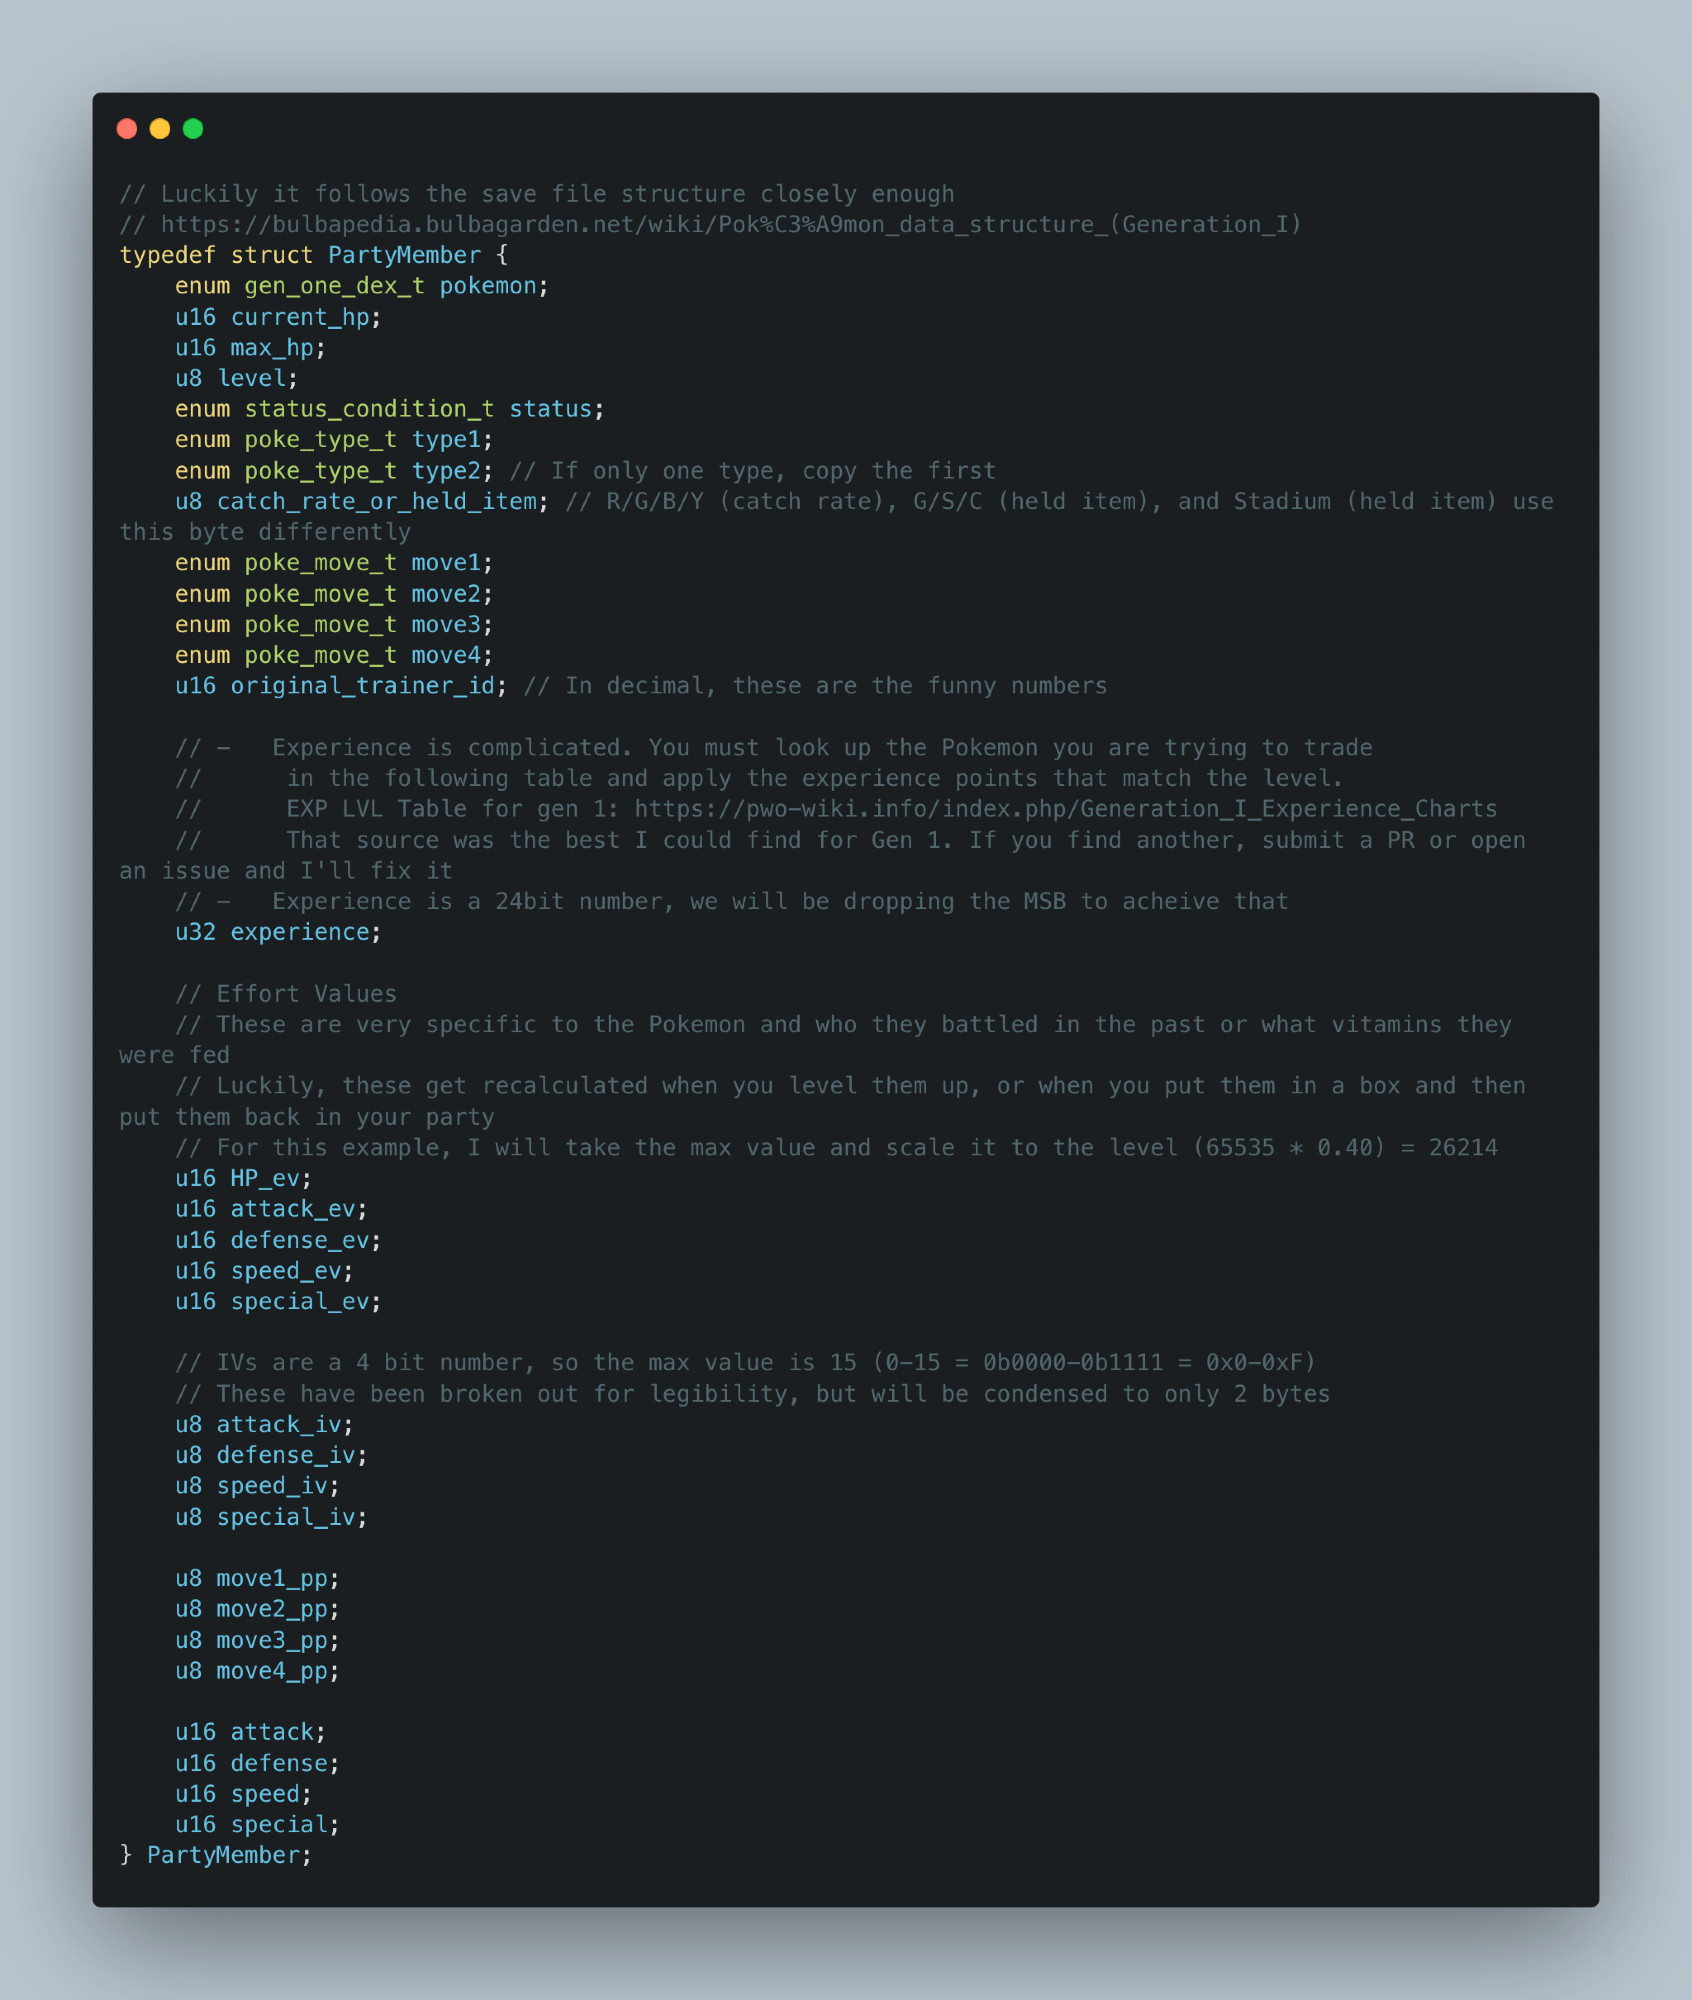 // Luckily it follows the save file structure closely enough
// https://bulbapedia.bulbagarden.net/wiki/Pok%C3%A9mon_data_structure_(Generation_I)
typedef struct PartyMember {
    enum gen_one_dex_t pokemon;
    u16 current_hp;
    u16 max_hp;
    u8 level;
    enum status_condition_t status;
    enum poke_type_t type1;
    enum poke_type_t type2; // If only one type, copy the first
    u8 catch_rate_or_held_item; // R/G/B/Y (catch rate), G/S/C (held item), and Stadium (held item) use
this byte differently
    enum poke_move_t move1;
    enum poke_move_t move2;
    enum poke_move_t move3;
    enum poke_move_t move4;
    u16 original_trainer_id; // In decimal, these are the funny numbers

    // -   Experience is complicated. You must look up the Pokemon you are trying to trade
    //      in the following table and apply the experience points that match the level.
    //      EXP LVL Table for gen 1: https://pwo-wiki.info/index.php/Generation_I_Experience_Charts
    //      That source was the best I could find for Gen 1. If you find another, submit a PR or open
an issue and I'll fix it
    // -   Experience is a 24bit number, we will be dropping the MSB to acheive that
    u32 experience;

    // Effort Values
    // These are very specific to the Pokemon and who they battled in the past or what vitamins they
were fed
    // Luckily, these get recalculated when you level them up, or when you put them in a box and then
put them back in your party
    // For this example, I will take the max value and scale it to the level (65535 * 0.40) = 26214
    u16 HP_ev;
    u16 attack_ev;
    u16 defense_ev;
    u16 speed_ev;
    u16 special_ev;

    // IVs are a 4 bit number, so the max value is 15 (0-15 = 0b0000-0b1111 = 0x0-0xF)
    // These have been broken out for legibility, but will be condensed to only 2 bytes
    u8 attack_iv;
    u8 defense_iv;
    u8 speed_iv;
    u8 special_iv;

    u8 move1_pp;
    u8 move2_pp;
    u8 move3_pp;
    u8 move4_pp;

    u16 attack;
    u16 defense;
    u16 speed;
    u16 special;
} PartyMember;